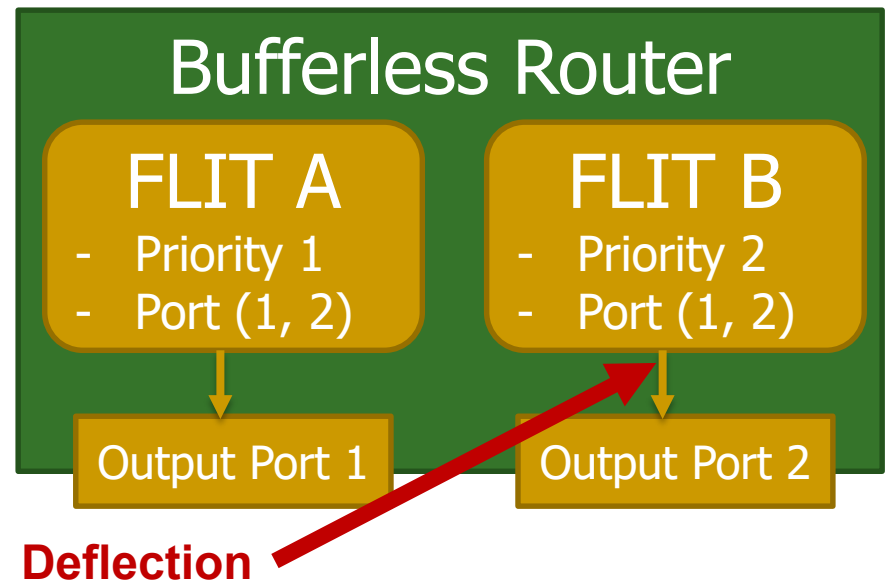 Bufferless Router
FLIT A
- Priority 1
- Port (1, 2)
FLIT B
- Priority 2
- Port (1, 2)
Output Port 1
Output Port 2
Deflection